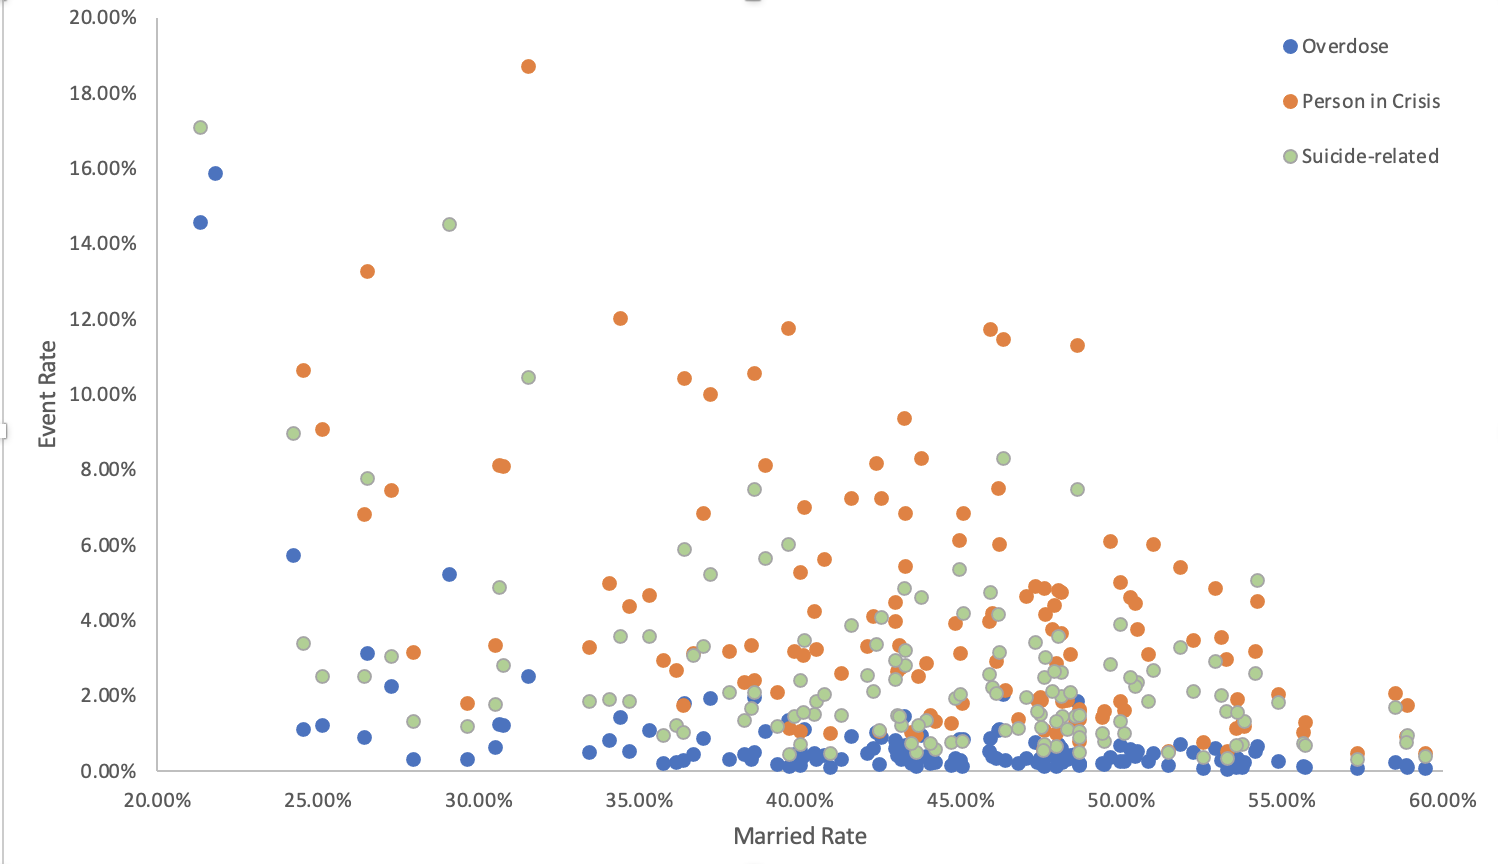 20.00%
18.00%
16.00%
14.00%
12.00%
10.00%
8.00%
6.00%
4.00%
2.00%
0.00%
Event Rate
Overdose
Person in Crisis
Suicide-related
20.00% 25.00% 30.00% 35.00% 40.00% 45.00% 50.00% 55.00% 60.00%
Married Rate